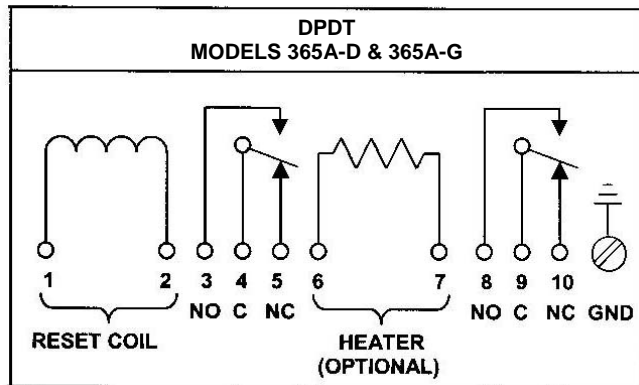 DPDT
MODELS 365A-D & 365A-G
1 2 3 4 5 6 7 8 9 10
NO C NC NO C NC GND
RESET COIL HEATER
(OPTIONAL)